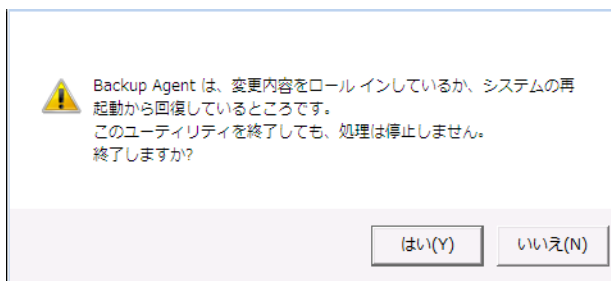 Backup Agent は、変更内容をロール インしているか、システムの再
起動から回復しているところです。
このユーティリティを終了しても、処理は停止しません。
終了しますか?
はい(Y)
いいえ(N)